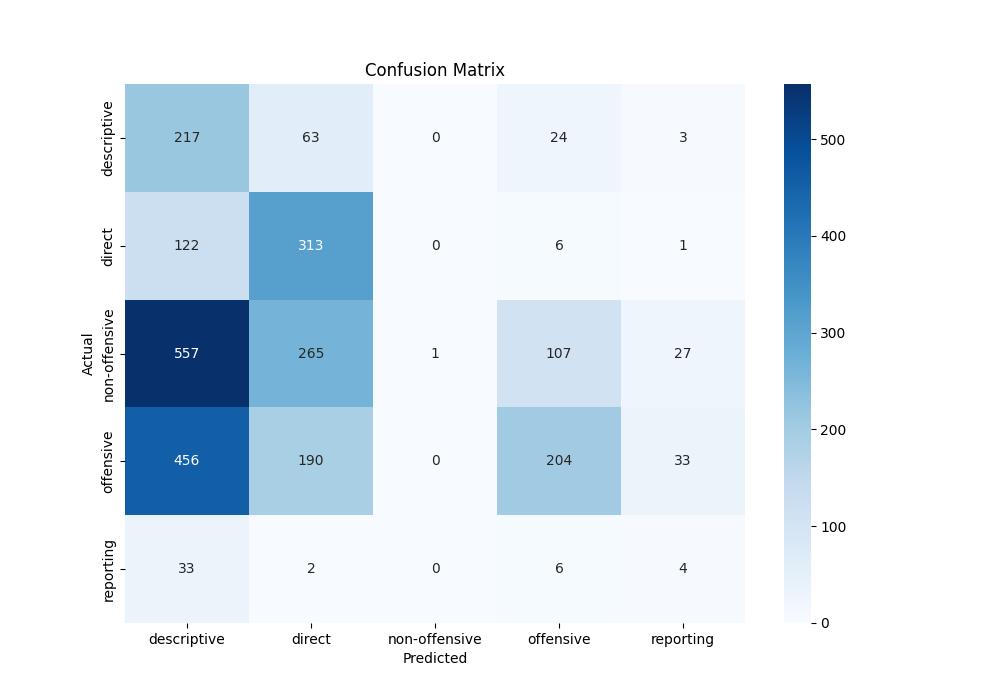 Confusion Matrix
Actual
descriptive 217 63 0 24 3
direct 122 313 0 6 1
non-offensive 557 265 1 107 27
offensive 456 190 0 204 33
reporting 33 2 0 6 4
descriptive direct non-offensive offensive reporting
Predicted
500
400
300
200
100
0